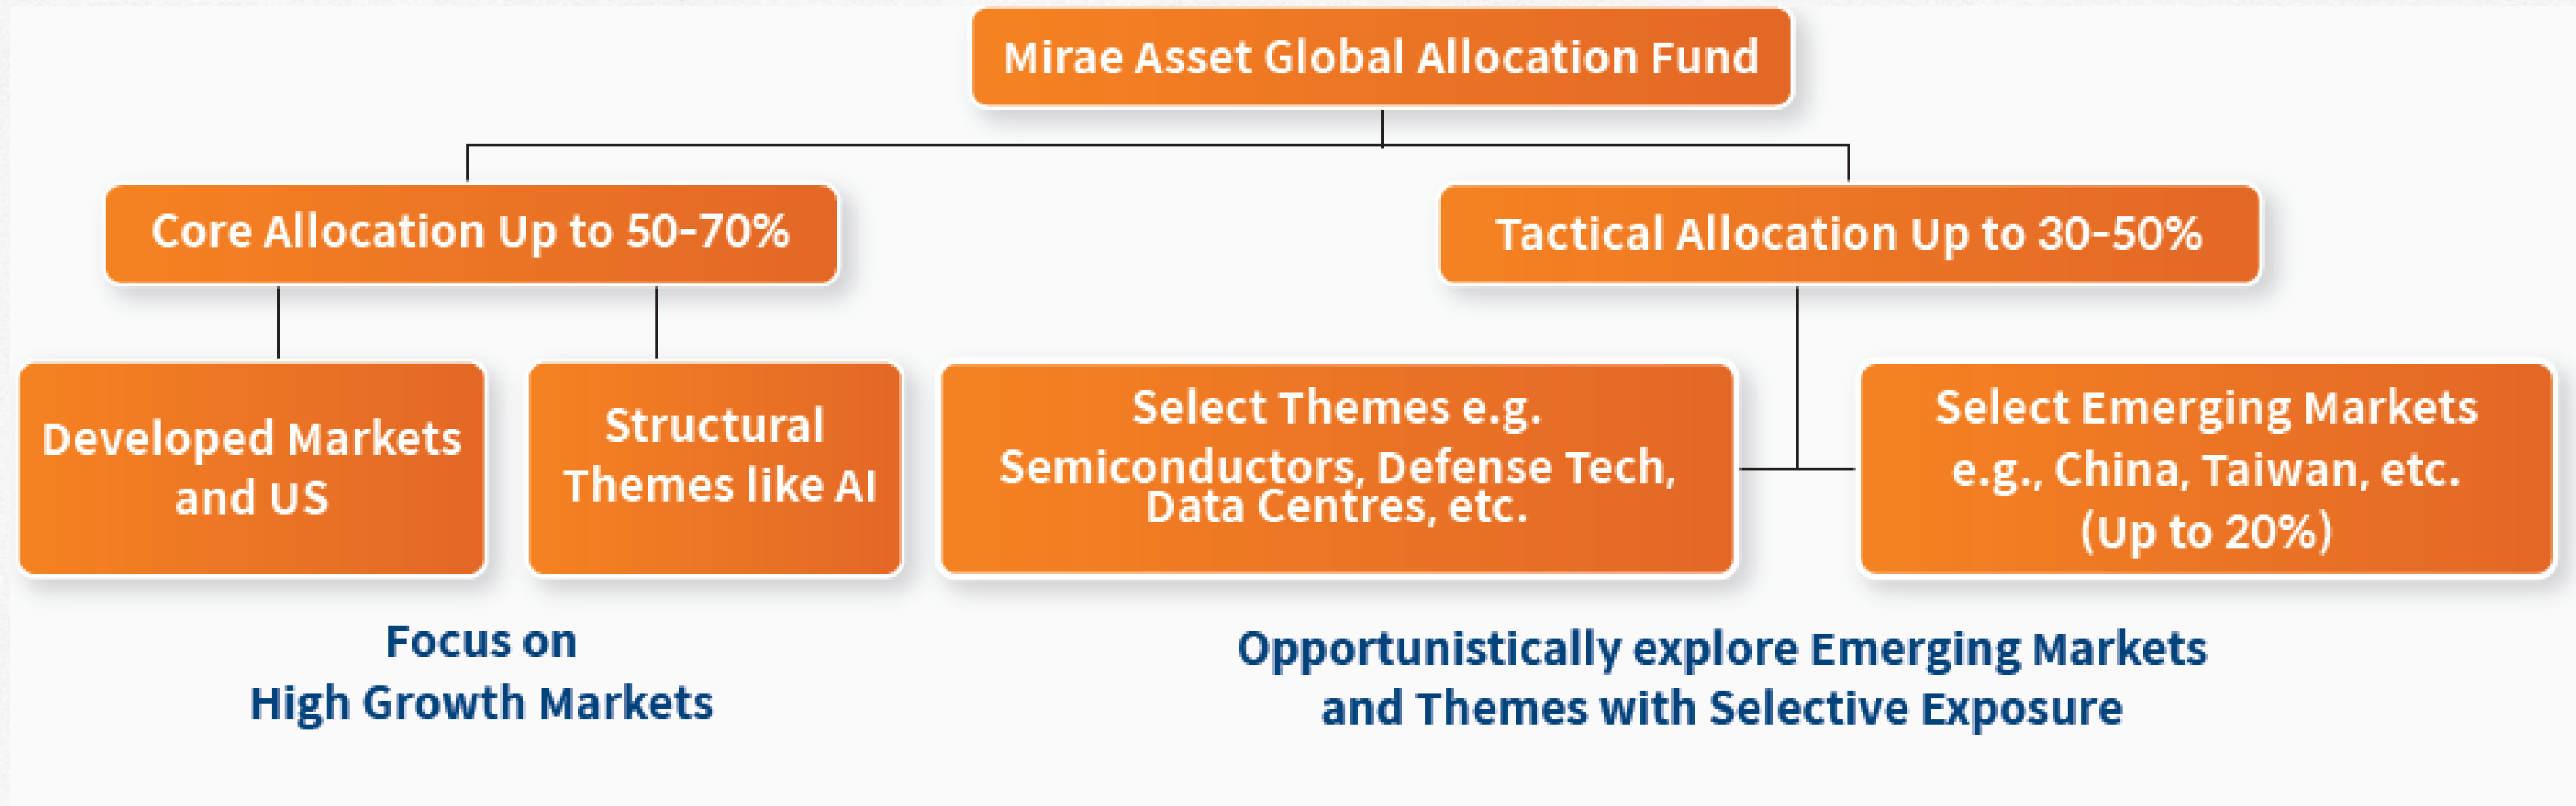 Mirae Asset Global Allocation Fund
Core Allocation Up to 50-70%
Tactical Allocation Up to 30-50%
Developed Markets
and US
Structural
Themes like AI
Select Themes e.g.
Semiconductors, Defense Tech,
Data Centres, etc.
Select Emerging Markets
e.g., China, Taiwan, etc.
(Up to 20%)
Focus on
High Growth Markets
Opportunistically explore Emerging Markets
and Themes with Selective Exposure